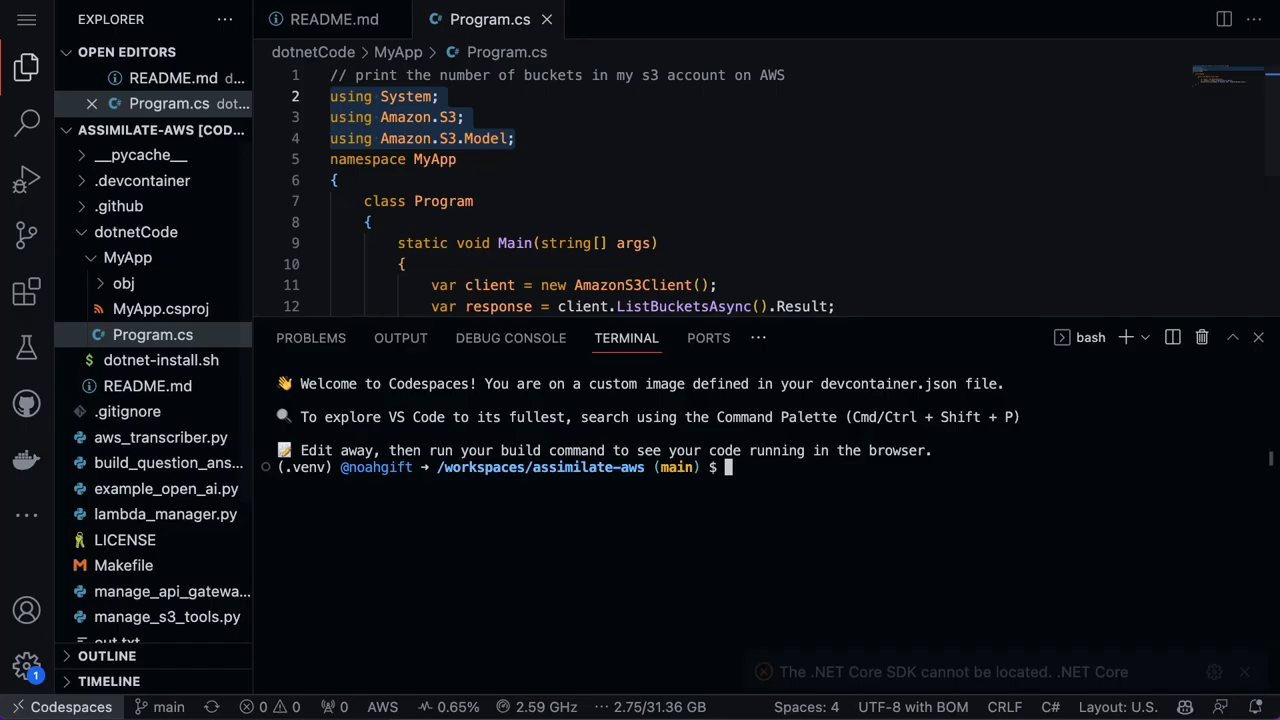 EXPLORER
OPEN EDITORS
README.md d...
Program.cs dot...
ASSIMILATE-AWS [COD...
__pycache__
.devcontainer
.github
dotnetCode
MyApp
obj
MyApp.csproj
Program.cs
dotnet-install.sh
README.md
.gitignore
aws_transcriber.py
build_question_ans...
example_open_ai.py
lambda_manager.py
LICENSE
Makefile
manage_api_gatewa...
manage_s3_tools.py
out.txt
OUTLINE
TIMELINE
README.md
Program.cs
dotnetCode > MyApp > Program.cs
1 // print the number of buckets in my s3 account on AWS
2 using System;
3 using Amazon.S3;
4 using Amazon.S3.Model;
5 namespace MyApp
6 {
7 class Program
8 {
9 static void Main(string[] args)
10 {
11 var client = new AmazonS3Client();
12 var response = client.ListBucketsAsync().Result;
PROBLEMS OUTPUT DEBUG CONSOLE TERMINAL PORTS ...
bash
👋 Welcome to Codespaces! You are on a custom image defined in your devcontainer.json file.
🔍 To explore VS Code to its fullest, search using the Command Palette (Cmd/Ctrl + Shift + P)
📝 Edit away, then run your build command to see your code running in the browser.
(.venv) @noahgift ➜ /workspaces/assimilate-aws (main) $
The .NET Core SDK cannot be located. .NET Core
1
Codespaces main 0 0 0 AWS 0.65% 2.59 GHz 2.75/31.36 GB Spaces: 4 UTF-8 with BOM CRLF C# Layout: U.S.